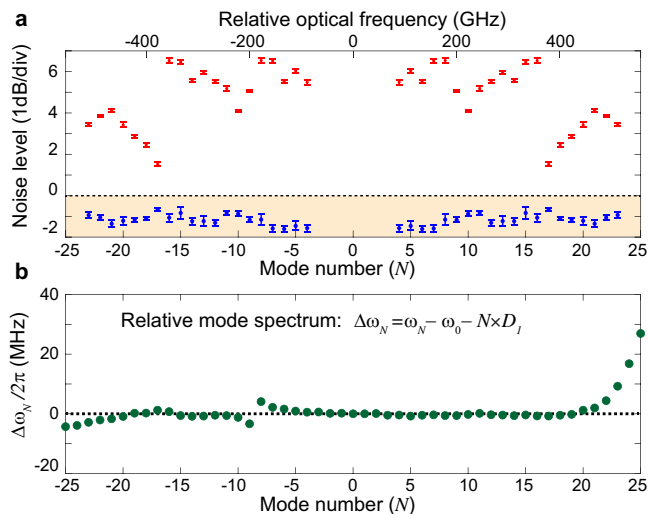 Relative optical frequency (GHz)
a
-400 -200 0 200 400
Noise level (1dB/div)
6
4
2
0
-2
-25 -20 -15 -10 -5 0 5 10 15 20 25
Mode number (N)
b
Δω_N/2π (MHz)
40
20
0
-20
Relative mode spectrum: Δω_N=ω_N− ω_0− N×D_I
-25 -20 -15 -10 -5 0 5 10 15 20 25
Mode number (N)